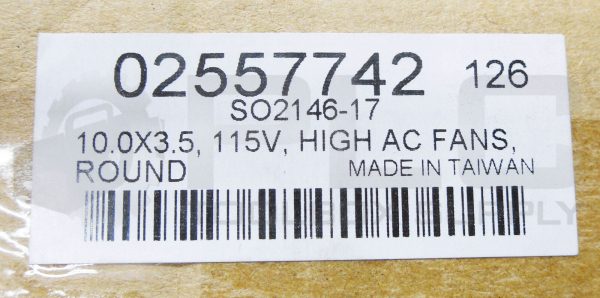 02557742 126
SO2146-17
10.0X3.5, 115V, HIGH AC FANS,
ROUND MADE IN TAIWAN